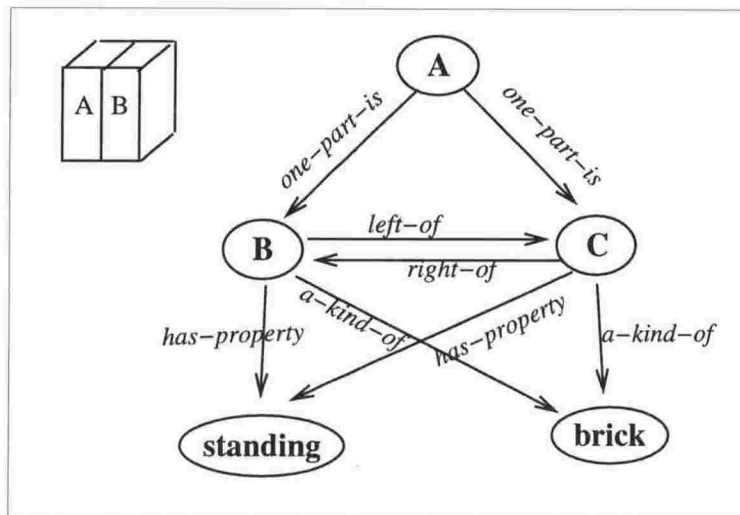 A
A B
one-part-is
one-part-is
B
left-of
C
right-of
a-kind-of
has-property
has-property
a-kind-of
standing
brick